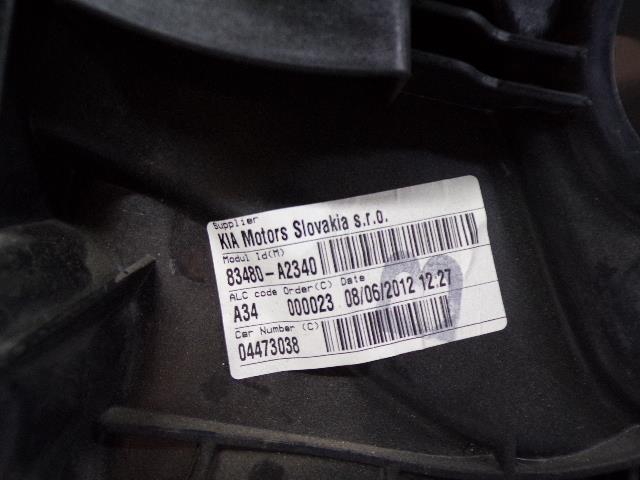 Supplier
KIA Motors Slovakia s.r.o.
Modul Id(M)
83480-A2340
ALC code Order(C) Date
A34 000023 08/06/2012 12:27
Car Number (C)
04473038